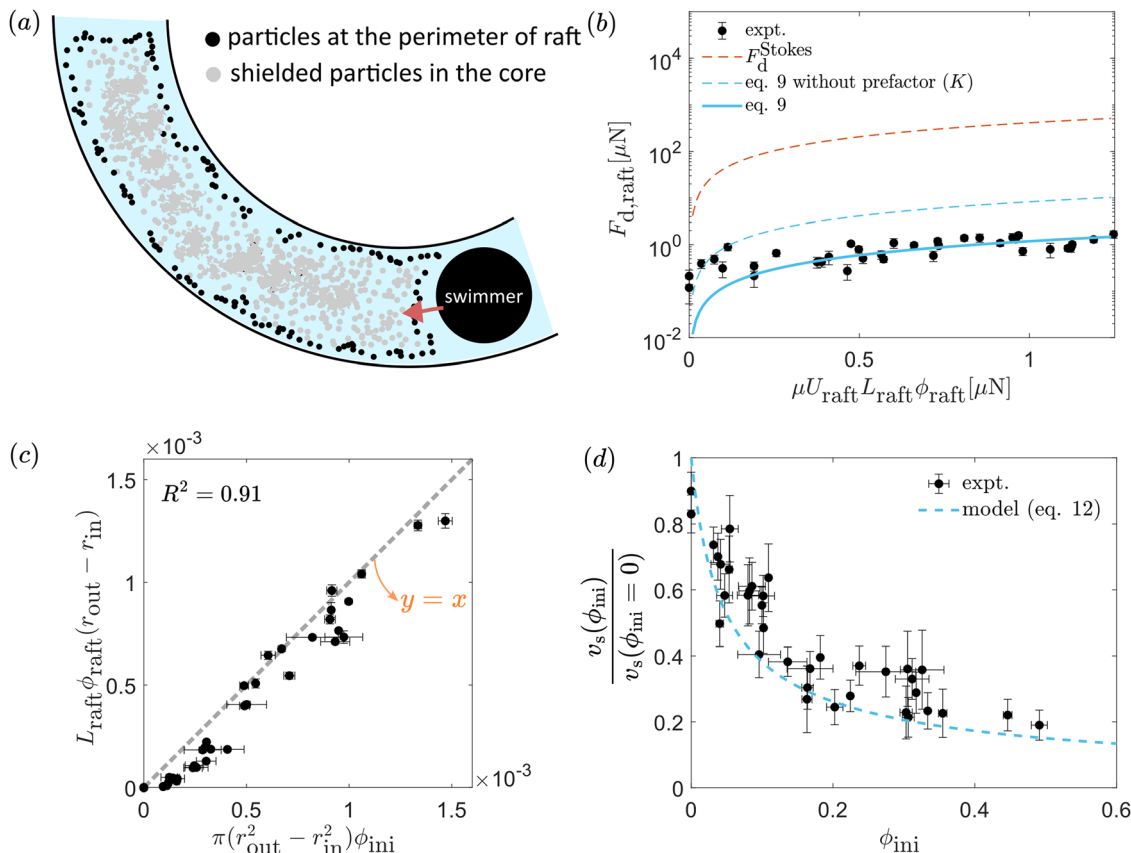 (a)
particles at the perimeter of raft
shielded particles in the core
swimmer
(b)
expt.
F_d^Stokes
eq. 9 without prefactor (K)
eq. 9
F_d,raft [μN]
10^4
10^2
10^0
10^-2
0
0.5
1
μU_raft L_raft ϕ_raft [μN]
(c)
×10^-3
R^2 = 0.91
y = x
L_raft ϕ_raft (r_out − r_in)
1.5
1
0.5
0
0
0.5
1
1.5
×10^-3
π(r_out^2 − r_in^2)ϕ_ini
(d)
expt.
model (eq. 12)
v_s(ϕ_ini)
v_s(ϕ_ini = 0)
1
0.8
0.6
0.4
0.2
0
0
0.2
0.4
0.6
ϕ_ini